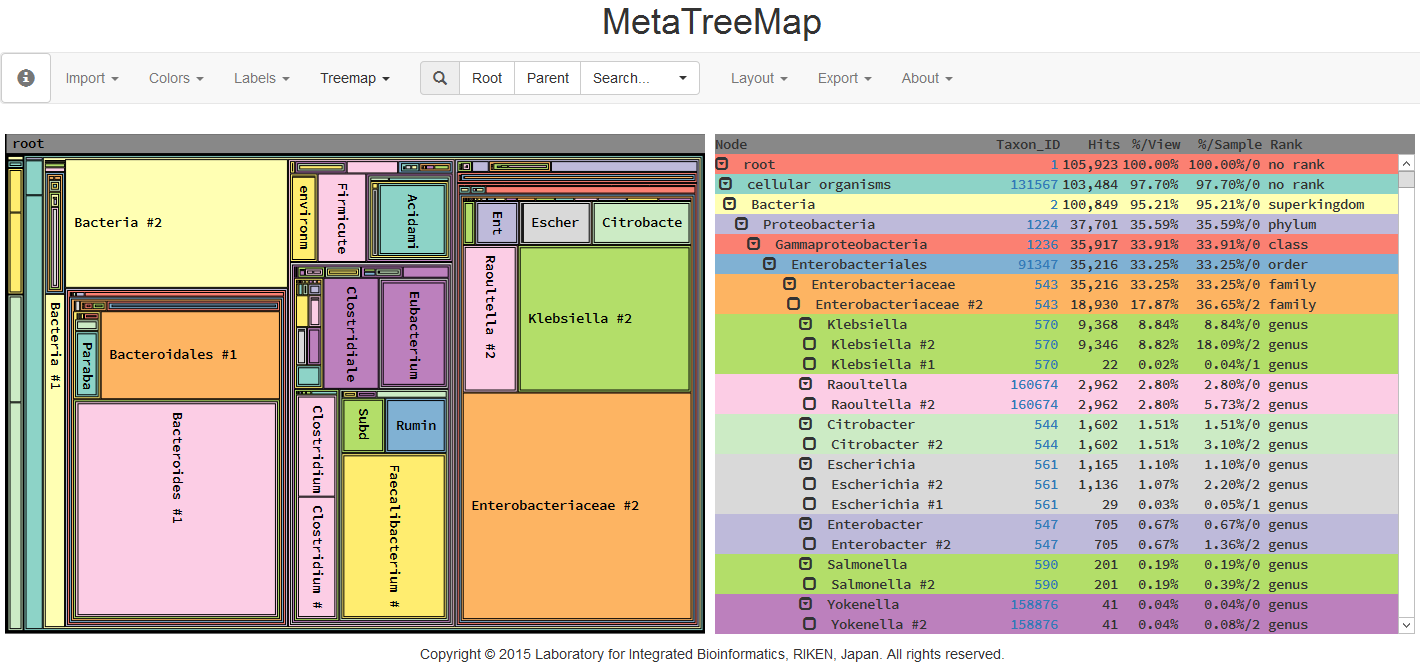 MetaTreeMap
Import Colors Labels Treemap Root Parent Search... Layout Export About
root
Bacteria #2
Bacteria #1
Paraba
Bacteroidales #1
Bacteroides #1
environm
Firmicute
Acidami
Clostridiale
Eubacterium
Clostridium
Clostridium #
Subd
Rumin
Faecalibacterium #
Ent
Escher
Citrobacte
Raoultella #2
Klebsiella #2
Enterobacteriaceae #2
Node Taxon_ID Hits %/View %/Sample Rank
root 1 105,923 100.00% 100.00%/0 no rank
cellular organisms 131567 103,484 97.70% 97.70%/0 no rank
Bacteria 2 100,849 95.21% 95.21%/0 superkingdom
Proteobacteria 1224 37,701 35.59% 35.59%/0 phylum
Gammaproteobacteria 1236 35,917 33.91% 33.91%/0 class
Enterobacteriales 91347 35,216 33.25% 33.25%/0 order
Enterobacteriaceae 543 35,216 33.25% 33.25%/0 family
Enterobacteriaceae #2 543 18,930 17.87% 36.65%/2 family
Klebsiella 570 9,368 8.84% 8.84%/0 genus
Klebsiella #2 570 9,346 8.82% 18.09%/2 genus
Klebsiella #1 570 22 0.02% 0.04%/1 genus
Raoultella 160674 2,962 2.80% 2.80%/0 genus
Raoultella #2 160674 2,962 2.80% 5.73%/2 genus
Citrobacter 544 1,602 1.51% 1.51%/0 genus
Citrobacter #2 544 1,602 1.51% 3.10%/2 genus
Escherichia 561 1,165 1.10% 1.10%/0 genus
Escherichia #2 561 1,136 1.07% 2.20%/2 genus
Escherichia #1 561 29 0.03% 0.05%/1 genus
Enterobacter 547 705 0.67% 0.67%/0 genus
Enterobacter #2 547 705 0.67% 1.36%/2 genus
Salmonella 590 201 0.19% 0.19%/0 genus
Salmonella #2 590 201 0.19% 0.39%/2 genus
Yokenella 158876 41 0.04% 0.04%/0 genus
Yokenella #2 158876 41 0.04% 0.08%/2 genus
Copyright © 2015 Laboratory for Integrated Bioinformatics, RIKEN, Japan. All rights reserved.